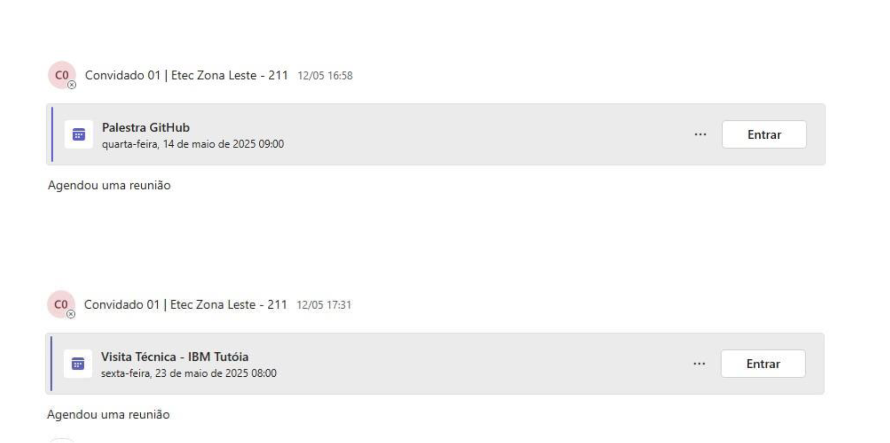 C0 Convidado 01 | Etec Zona Leste - 211 12/05 16:58
Palestra GitHub
quarta-feira, 14 de maio de 2025 09:00
... Entrar
Agendou uma reunião
C0 Convidado 01 | Etec Zona Leste - 211 12/05 17:31
Visita Técnica - IBM Tutóia
sexta-feira, 23 de maio de 2025 08:00
... Entrar
Agendou uma reunião